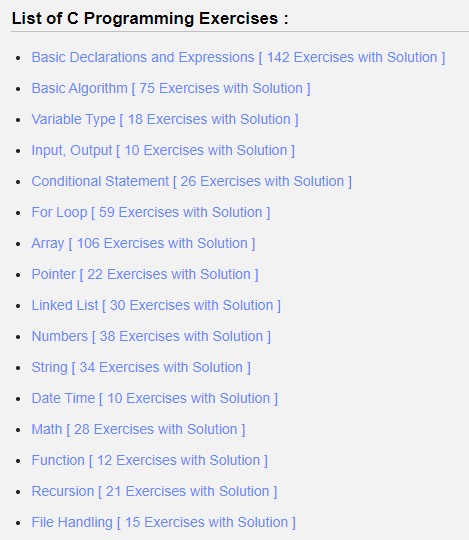 List of C Programming Exercises :
Basic Declarations and Expressions [ 142 Exercises with Solution ]
Basic Algorithm [ 75 Exercises with Solution ]
Variable Type [ 18 Exercises with Solution ]
Input, Output [ 10 Exercises with Solution ]
Conditional Statement [ 26 Exercises with Solution ]
For Loop [ 59 Exercises with Solution ]
Array [ 106 Exercises with Solution ]
Pointer [ 22 Exercises with Solution ]
Linked List [ 30 Exercises with Solution ]
Numbers [ 38 Exercises with Solution ]
String [ 34 Exercises with Solution ]
Date Time [ 10 Exercises with Solution ]
Math [ 28 Exercises with Solution ]
Function [ 12 Exercises with Solution ]
Recursion [ 21 Exercises with Solution ]
File Handling [ 15 Exercises with Solution ]